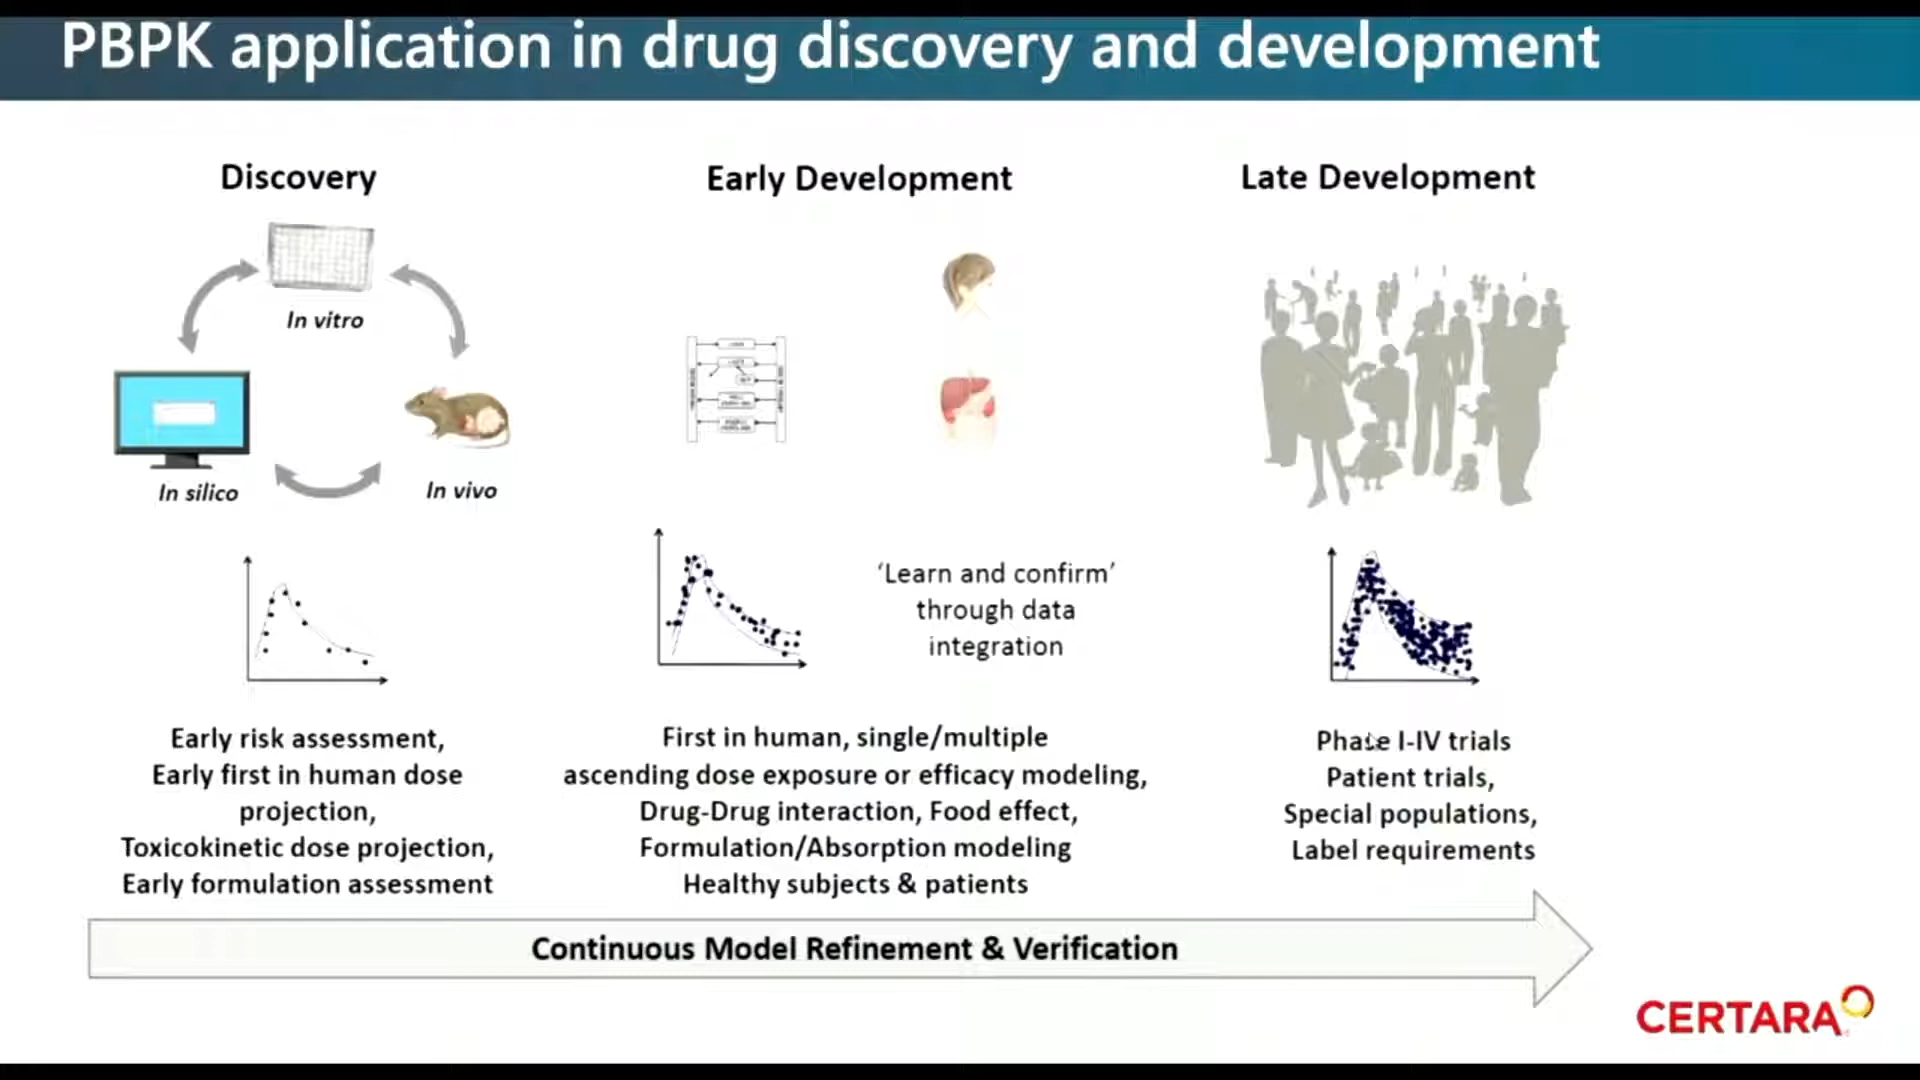 PBPK application in drug discovery and development
Discovery
In vitro
In silico
In vivo
Early risk assessment,
Early first in human dose
projection,
Toxicokinetic dose projection,
Early formulation assessment
Early Development
'Learn and confirm'
through data
integration
First in human, single/multiple
ascending dose exposure or efficacy modeling,
Drug-Drug interaction, Food effect,
Formulation/Absorption modeling
Healthy subjects & patients
Late Development
Phase I-IV trials
Patient trials,
Special populations,
Label requirements
Continuous Model Refinement & Verification
CERTARA